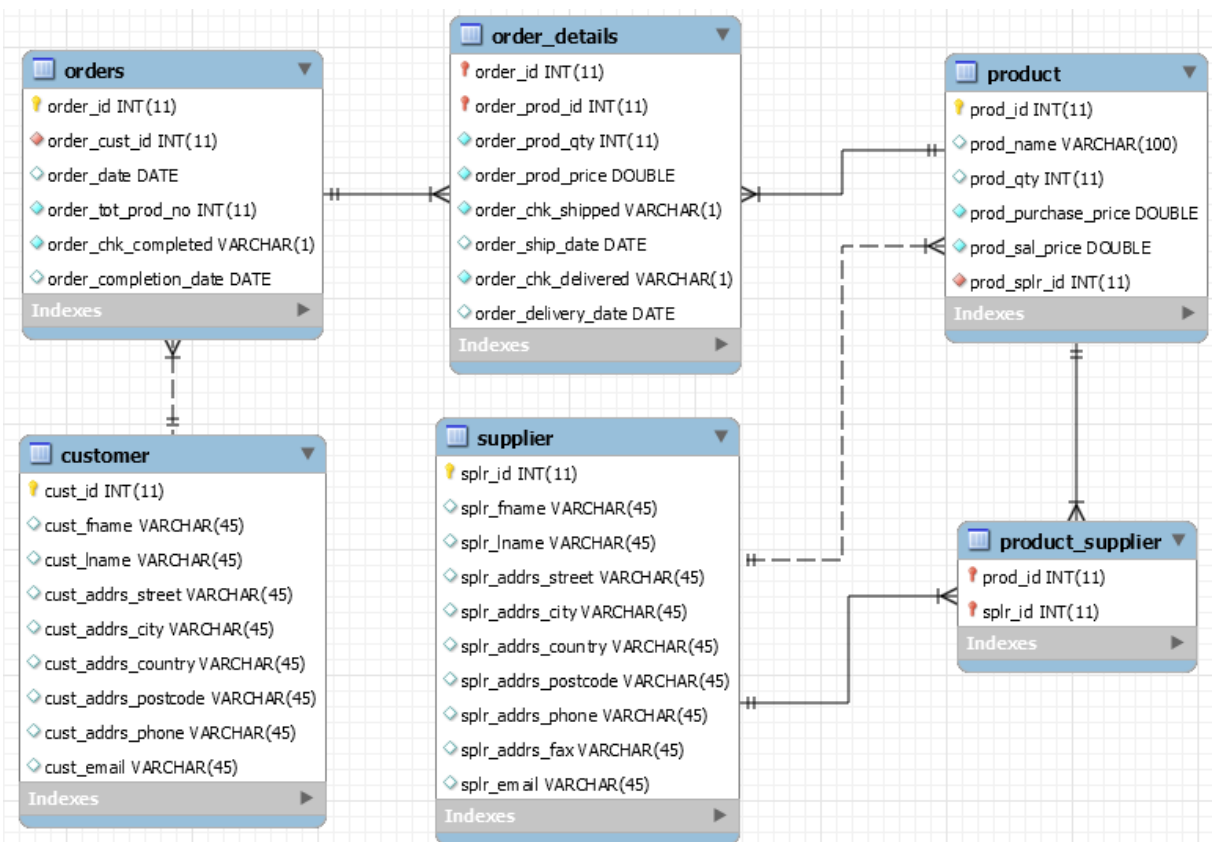 orders
order_id INT(11)
order_cust_id INT(11)
order_date DATE
order_tot_prod_no INT(11)
order_chk_completed VARCHAR(1)
order_completion_date DATE
Indexes
order_details
order_id INT(11)
order_prod_id INT(11)
order_prod_qty INT(11)
order_prod_price DOUBLE
order_chk_shipped VARCHAR(1)
order_ship_date DATE
order_chk_delivered VARCHAR(1)
order_delivery_date DATE
Indexes
product
prod_id INT(11)
prod_name VARCHAR(100)
prod_qty INT(11)
prod_purchase_price DOUBLE
prod_sal_price DOUBLE
prod_splr_id INT(11)
Indexes
customer
cust_id INT(11)
cust_fname VARCHAR(45)
cust_lname VARCHAR(45)
cust_addrs_street VARCHAR(45)
cust_addrs_city VARCHAR(45)
cust_addrs_country VARCHAR(45)
cust_addrs_postcode VARCHAR(45)
cust_addrs_phone VARCHAR(45)
cust_email VARCHAR(45)
Indexes
supplier
splr_id INT(11)
splr_fname VARCHAR(45)
splr_lname VARCHAR(45)
splr_addrs_street VARCHAR(45)
splr_addrs_city VARCHAR(45)
splr_addrs_country VARCHAR(45)
splr_addrs_postcode VARCHAR(45)
splr_addrs_phone VARCHAR(45)
splr_addrs_fax VARCHAR(45)
splr_email VARCHAR(45)
Indexes
product_supplier
prod_id INT(11)
splr_id INT(11)
Indexes